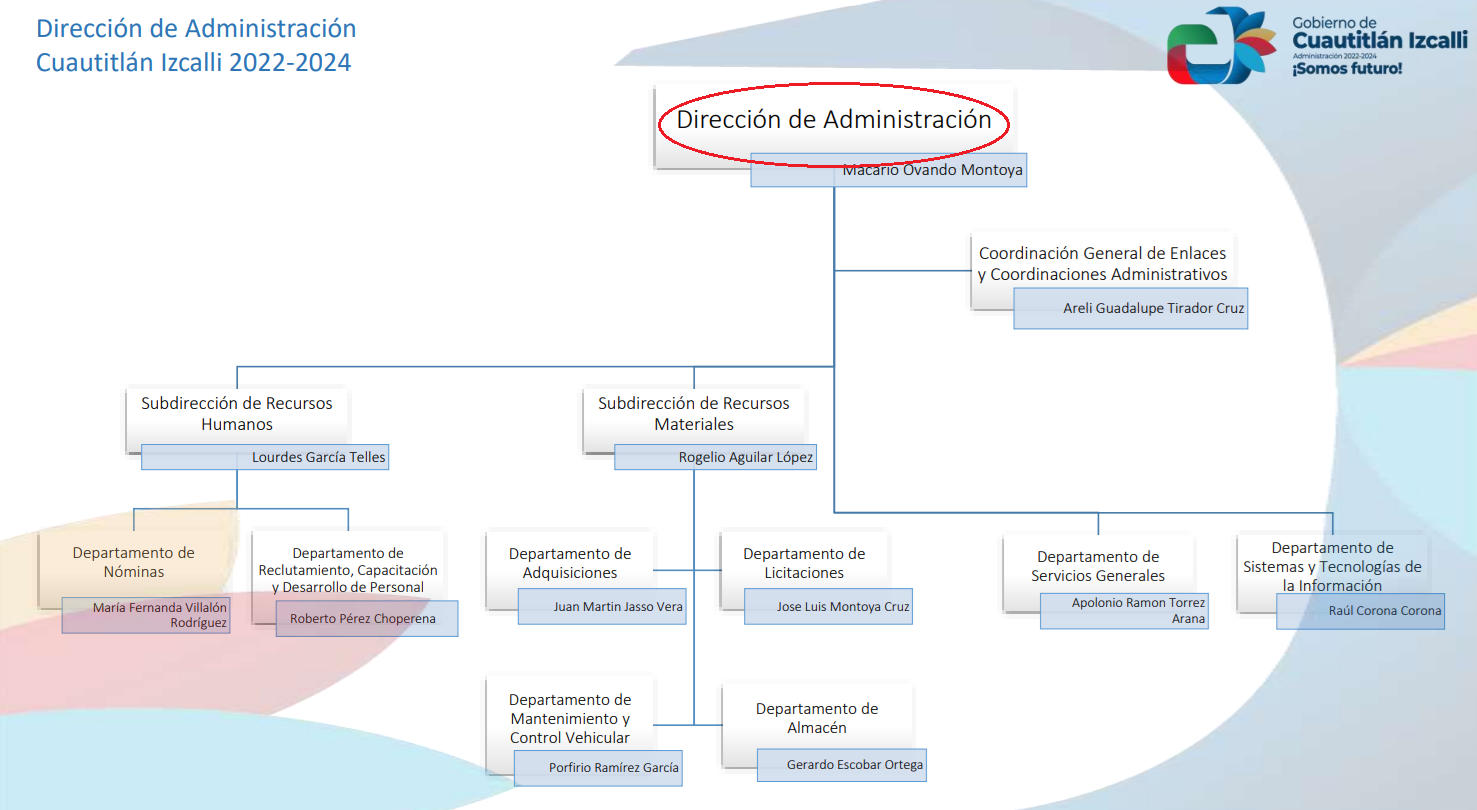 Dirección de Administración
Cuautitlán Izcalli 2022-2024
Gobierno de
Cuautitlán Izcalli
Administración 2022-2024
¡Somos futuro!
Dirección de Administración
Macario Ovando Montoya
Coordinación General de Enlaces
y Coordinaciones Administrativos
Areli Guadalupe Tirador Cruz
Subdirección de Recursos
Humanos
Lourdes García Telles
Subdirección de Recursos
Materiales
Rogelio Aguilar López
Departamento de
Nóminas
María Fernanda Villalón
Rodríguez
Departamento de
Reclutamiento, Capacitación
y Desarrollo de Personal
Roberto Pérez Choperena
Departamento de
Adquisiciones
Juan Martin Jasso Vera
Departamento de
Licitaciones
Jose Luis Montoya Cruz
Departamento de
Servicios Generales
Apolonio Ramon Torrez
Arana
Departamento de
Sistemas y Tecnologías de
la Información
Raúl Corona Corona
Departamento de
Mantenimiento y
Control Vehicular
Porfirio Ramírez García
Departamento de
Almacén
Gerardo Escobar Ortega